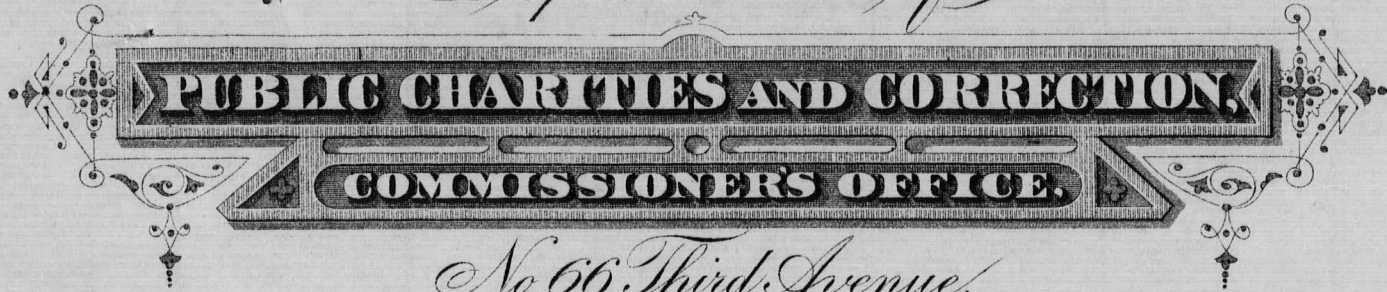 PUBLIC CHARITIES AND CORRECTION,
COMMISSIONER'S OFFICE,
No 66 Third Avenue,